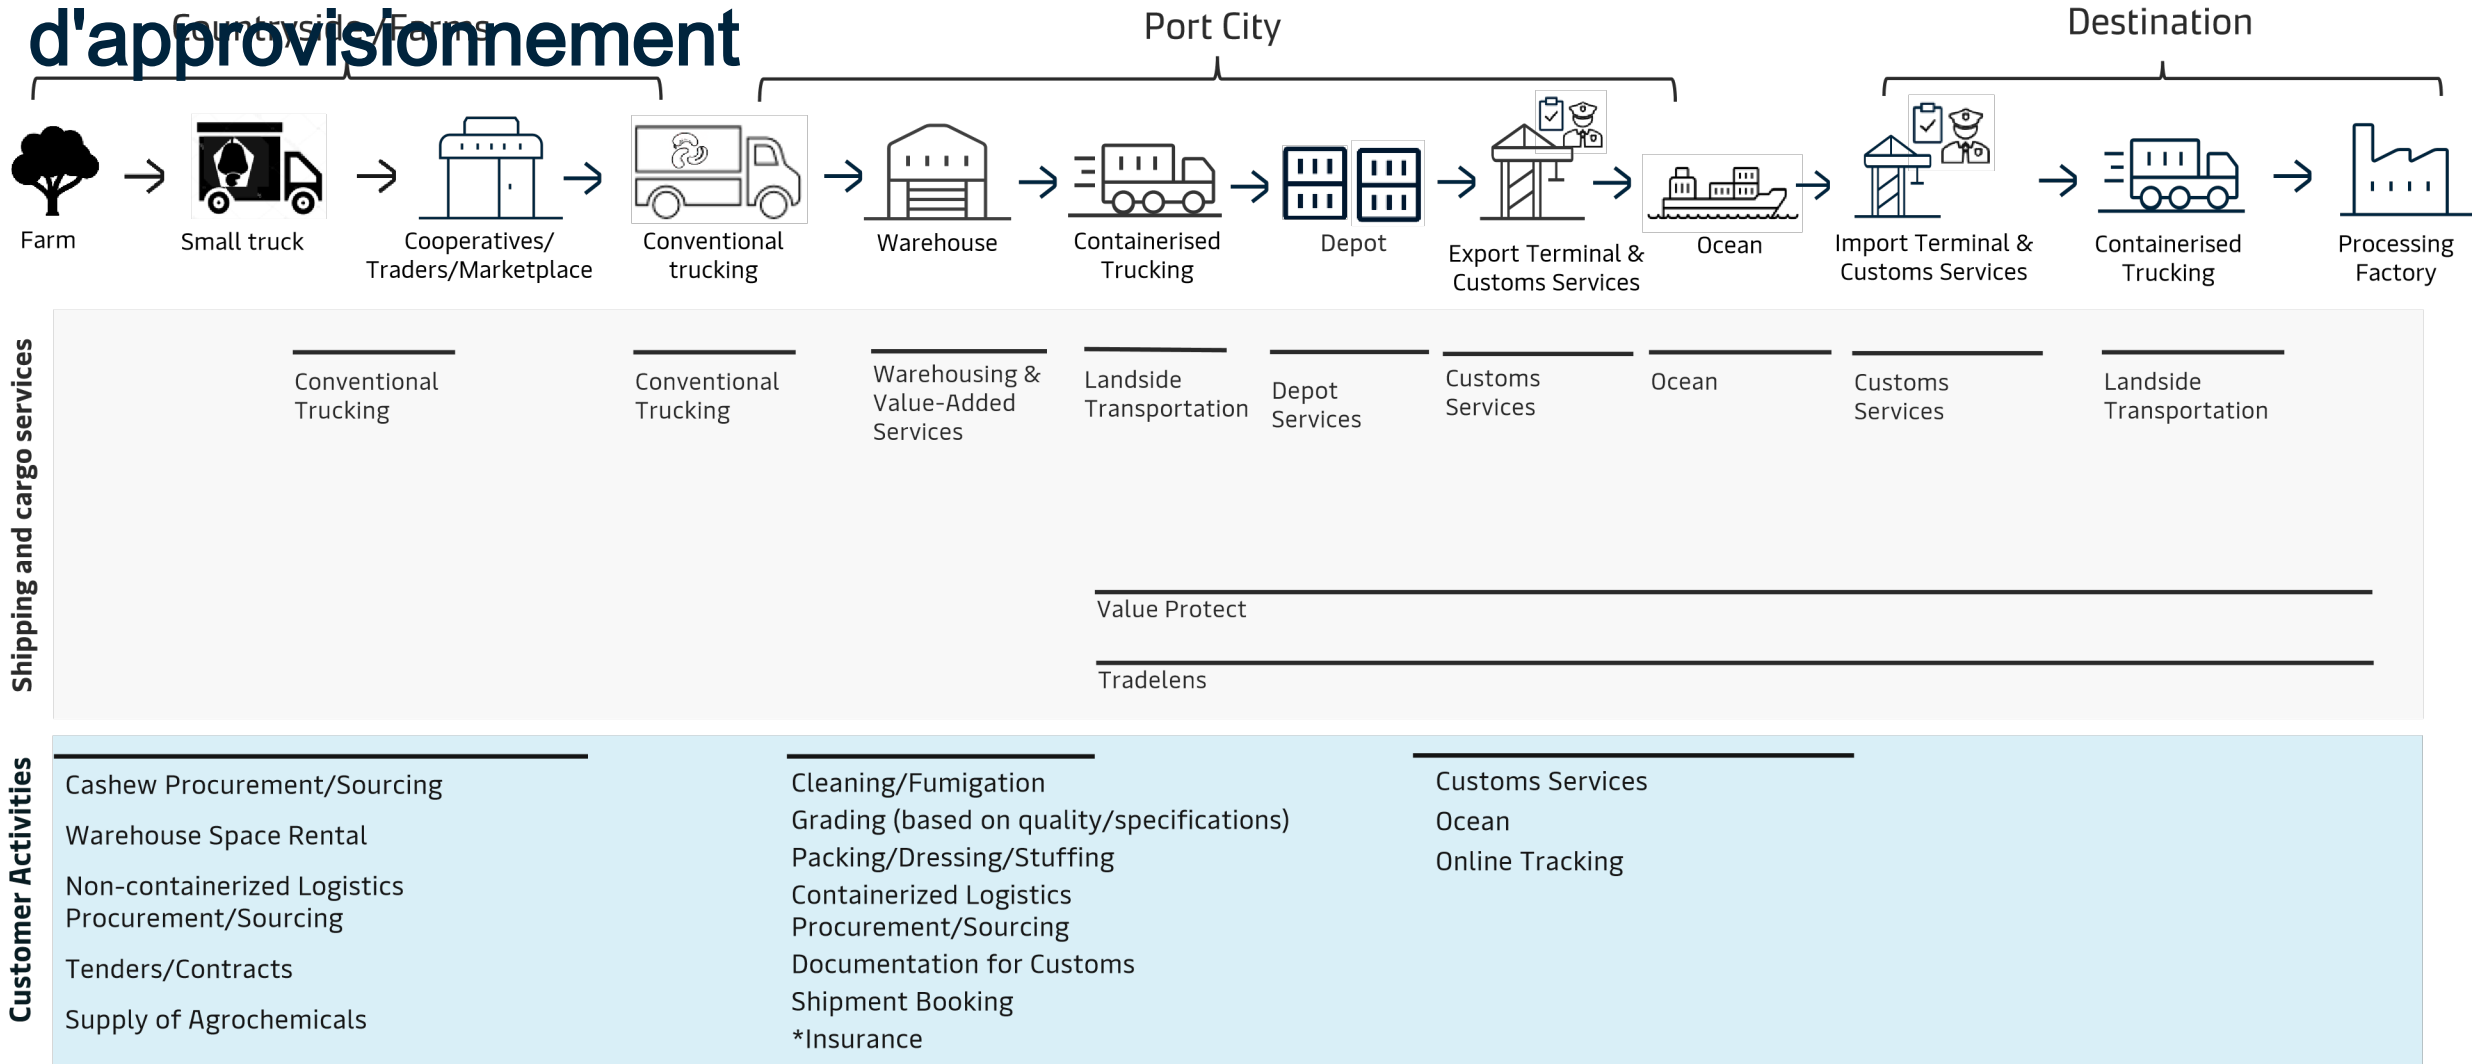 d'approvisionnement
Countryside/Farms
Port City
Destination
Farm
Small truck
Cooperatives/
Traders/Marketplace
Conventional
trucking
Warehouse
Containerised
Trucking
Depot
Export Terminal &
Customs Services
Ocean
Import Terminal &
Customs Services
Containerised
Trucking
Processing
Factory
Shipping and cargo services
Conventional
Trucking
Conventional
Trucking
Warehousing &
Value-Added
Services
Landside
Transportation
Depot
Services
Customs
Services
Ocean
Customs
Services
Landside
Transportation
Value Protect
Tradelens
Customer Activities
Cashew Procurement/Sourcing
Warehouse Space Rental
Non-containerized Logistics
Procurement/Sourcing
Tenders/Contracts
Supply of Agrochemicals
Cleaning/Fumigation
Grading (based on quality/specifications)
Packing/Dressing/Stuffing
Containerized Logistics
Procurement/Sourcing
Documentation for Customs
Shipment Booking
*Insurance
Customs Services
Ocean
Online Tracking